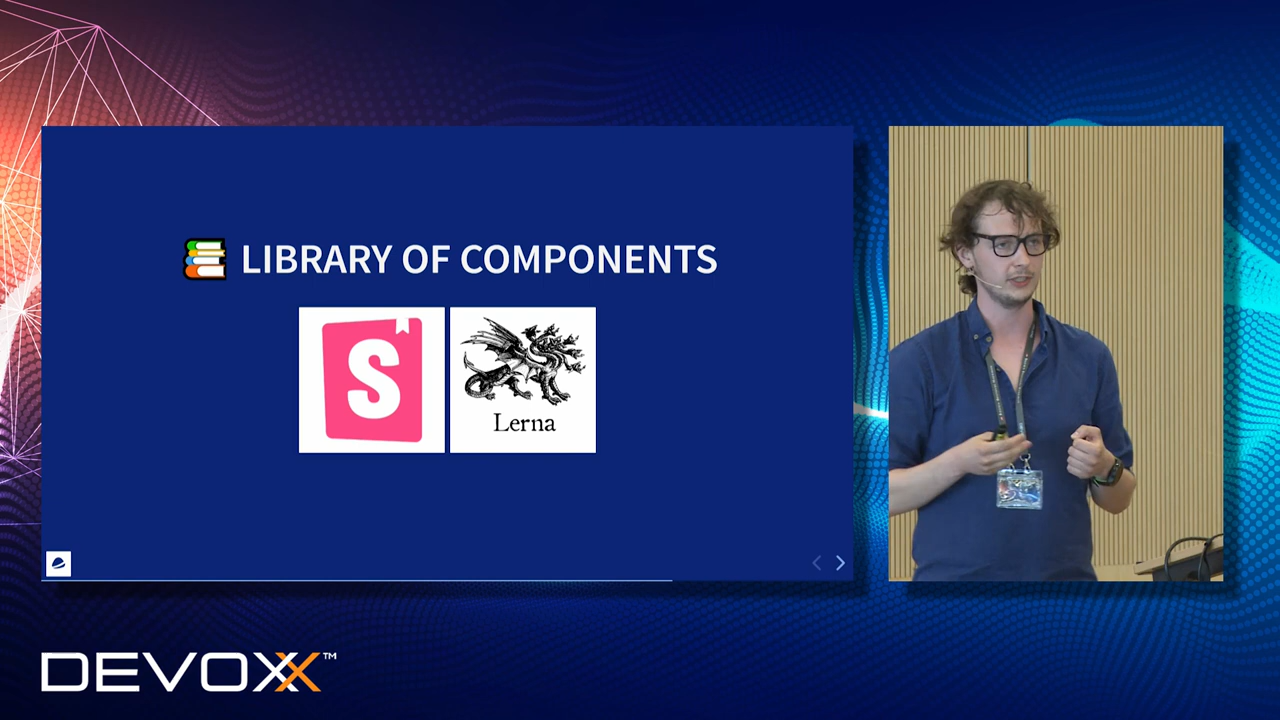 LIBRARY OF COMPONENTS
S
Lerna
DEVOXX™